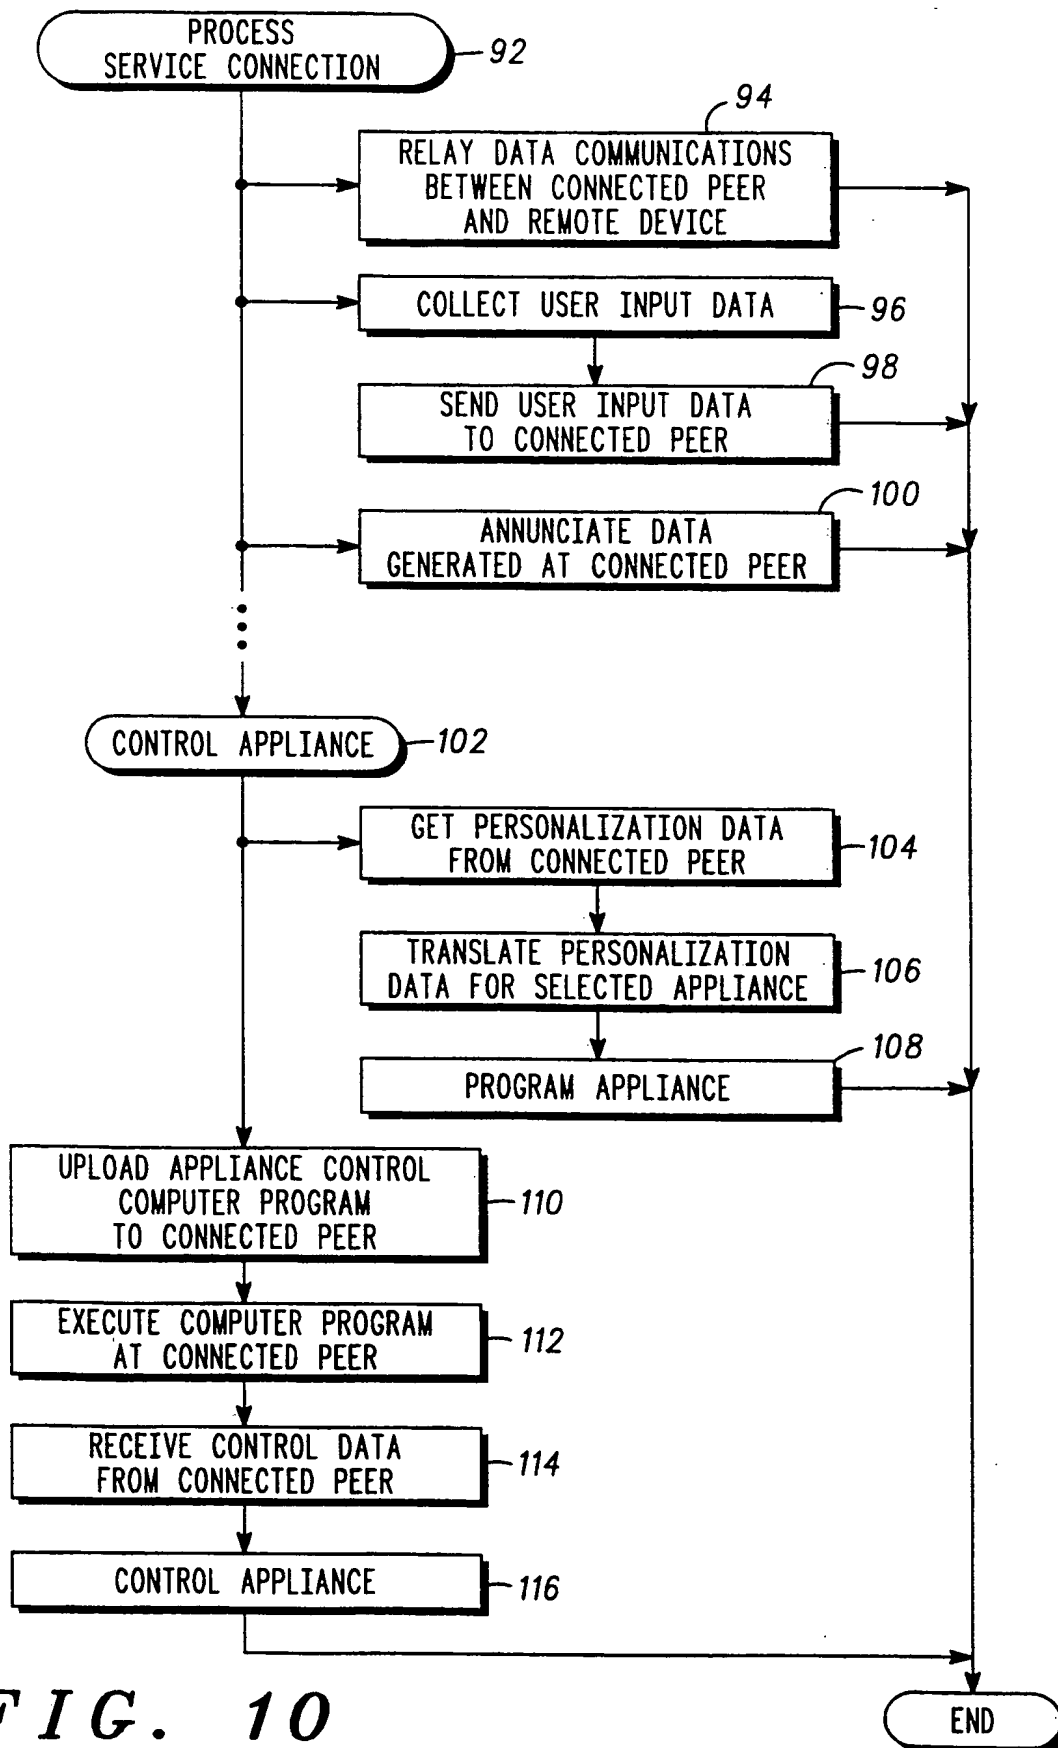 PROCESS
SERVICE CONNECTION
92
94
RELAY DATA COMMUNICATIONS
BETWEEN CONNECTED PEER
AND REMOTE DEVICE
COLLECT USER INPUT DATA
96
98
SEND USER INPUT DATA
TO CONNECTED PEER
100
ANNUNCIATE DATA
GENERATED AT CONNECTED PEER
CONTROL APPLIANCE
102
GET PERSONALIZATION DATA
FROM CONNECTED PEER
104
TRANSLATE PERSONALIZATION
DATA FOR SELECTED APPLIANCE
106
108
PROGRAM APPLIANCE
UPLOAD APPLIANCE CONTROL
COMPUTER PROGRAM
TO CONNECTED PEER
110
EXECUTE COMPUTER PROGRAM
AT CONNECTED PEER
112
RECEIVE CONTROL DATA
FROM CONNECTED PEER
114
CONTROL APPLIANCE
116
END
FIG. 10